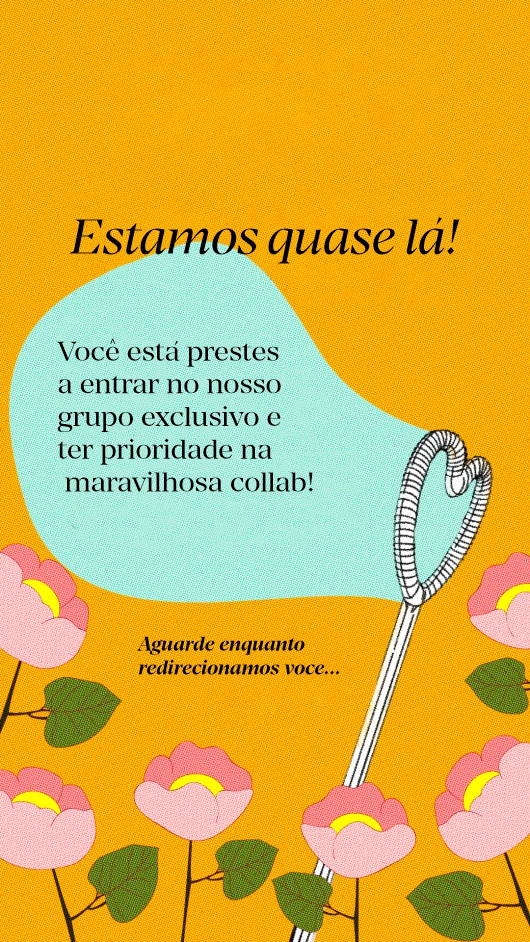 Estamos quase lá!
Você está prestes
a entrar no nosso
grupo exclusivo e
ter prioridade na
maravilhosa collab!
Aguarde enquanto
redirecionamos voce...